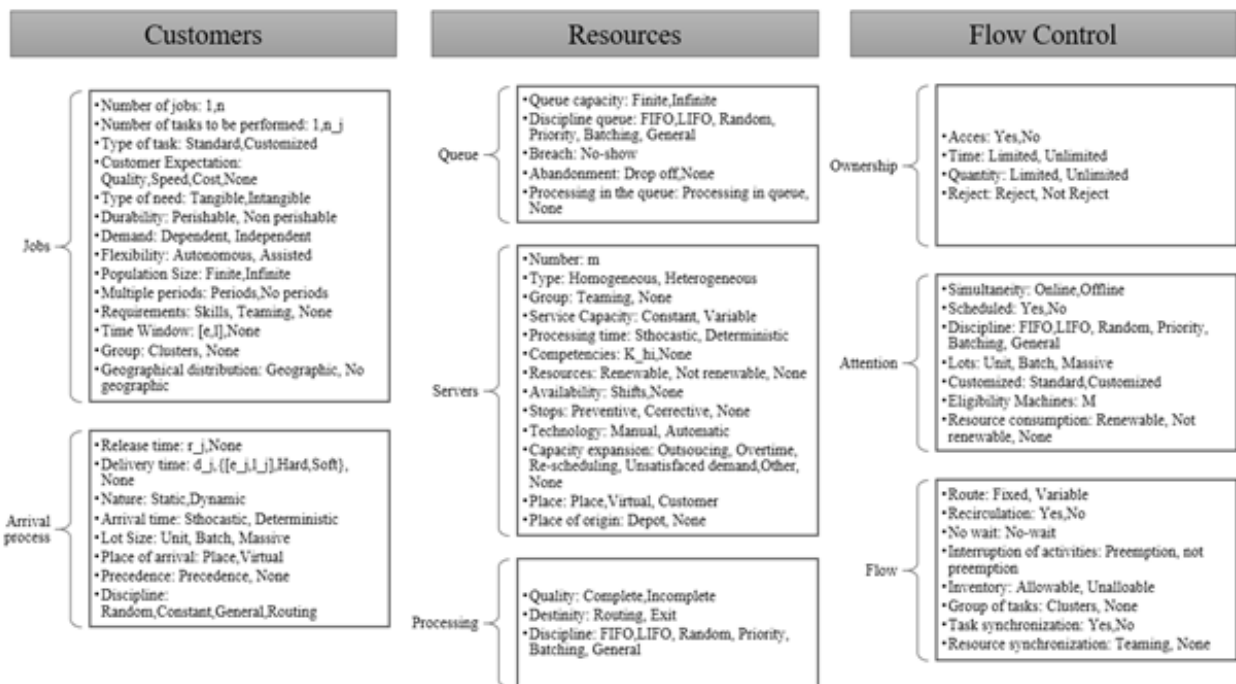 Customers
Jobs
•Number of jobs: 1,n
•Number of tasks to be performed: 1,n_j
•Type of task: Standard,Customized
•Customer Expectation:
Quality,Speed,Cost,None
•Type of need: Tangible,Intangible
•Durability: Perishable, Non perishable
•Demand: Dependent, Independent
•Flexibility: Autonomous, Assisted
•Population Size: Finite,Infinite
•Multiple periods: Periods,No periods
•Requirements: Skills, Teaming, None
•Time Window: [e,l],None
•Group: Clusters, None
•Geographical distribution: Geographic, No
geographic
Arrival
process
•Release time: r_j,None
•Delivery time: d_j,{[e_j,l_j],Hard,Soft},
None
•Nature: Static,Dynamic
•Arrival time: Sthocastic, Deterministic
•Lot Size: Unit, Batch, Massive
•Place of arrival: Place,Virtual
•Precedence: Precedence, None
•Discipline:
Random,Constant,General,Routing
Resources
Queue
•Queue capacity: Finite,Infinite
•Discipline queue: FIFO,LIFO, Random,
Priority, Batching, General
•Breach: No-show
•Abandonment: Drop off,None
•Processing in the queue: Processing in queue,
None
Servers
•Number: m
•Type: Homogeneous, Heterogeneous
•Group: Teaming, None
•Service Capacity: Constant, Variable
•Processing time: Sthocastic, Deterministic
•Competencies: K_hi,None
•Resources: Renewable, Not renewable, None
•Availability: Shifts,None
•Stops: Preventive, Corrective, None
•Technology: Manual, Automatic
•Capacity expansion: Outsoucing, Overtime,
Re-scheduling, Unsatisfaced demand,Other,
None
•Place: Place,Virtual, Customer
•Place of origin: Depot, None
Processing
•Quality: Complete,Incomplete
•Destinity: Routing, Exit
•Discipline: FIFO,LIFO, Random, Priority,
Batching, General
Flow Control
Ownership
•Acces: Yes,No
•Time: Limited, Unlimited
•Quantity: Limited, Unlimited
•Reject: Reject, Not Reject
Attention
•Simultaneity: Online,Offline
•Scheduled: Yes,No
•Discipline: FIFO,LIFO, Random, Priority,
Batching, General
•Lots: Unit, Batch, Massive
•Customized: Standard,Customized
•Eligibility Machines: M
•Resource consumption: Renewable, Not
renewable, None
Flow
•Route: Fixed, Variable
•Recirculation: Yes,No
•No wait: No-wait
•Interruption of activities: Preemption, not
preemption
•Inventory: Allowable, Unalloable
•Group of tasks: Clusters, None
•Task synchronization: Yes,No
•Resource synchronization: Teaming, None